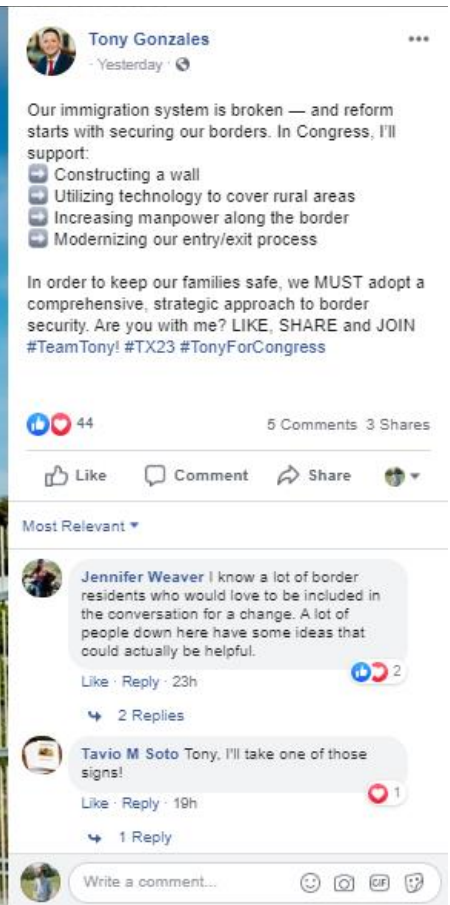 Tony Gonzales
Yesterday ·
Our immigration system is broken — and reform
starts with securing our borders. In Congress, I'll
support:
Constructing a wall
Utilizing technology to cover rural areas
Increasing manpower along the border
Modernizing our entry/exit process
In order to keep our families safe, we MUST adopt a
comprehensive, strategic approach to border
security. Are you with me? LIKE, SHARE and JOIN
#TeamTony! #TX23 #TonyForCongress
44 5 Comments 3 Shares
Like Comment Share
Most Relevant
Jennifer Weaver I know a lot of border
residents who would love to be included in
the conversation for a change. A lot of
people down here have some ideas that
could actually be helpful.
2
Like · Reply · 23h
2 Replies
Tavio M Soto Tony, I'll take one of those
signs!
1
Like · Reply · 19h
1 Reply
Write a comment...
GIF